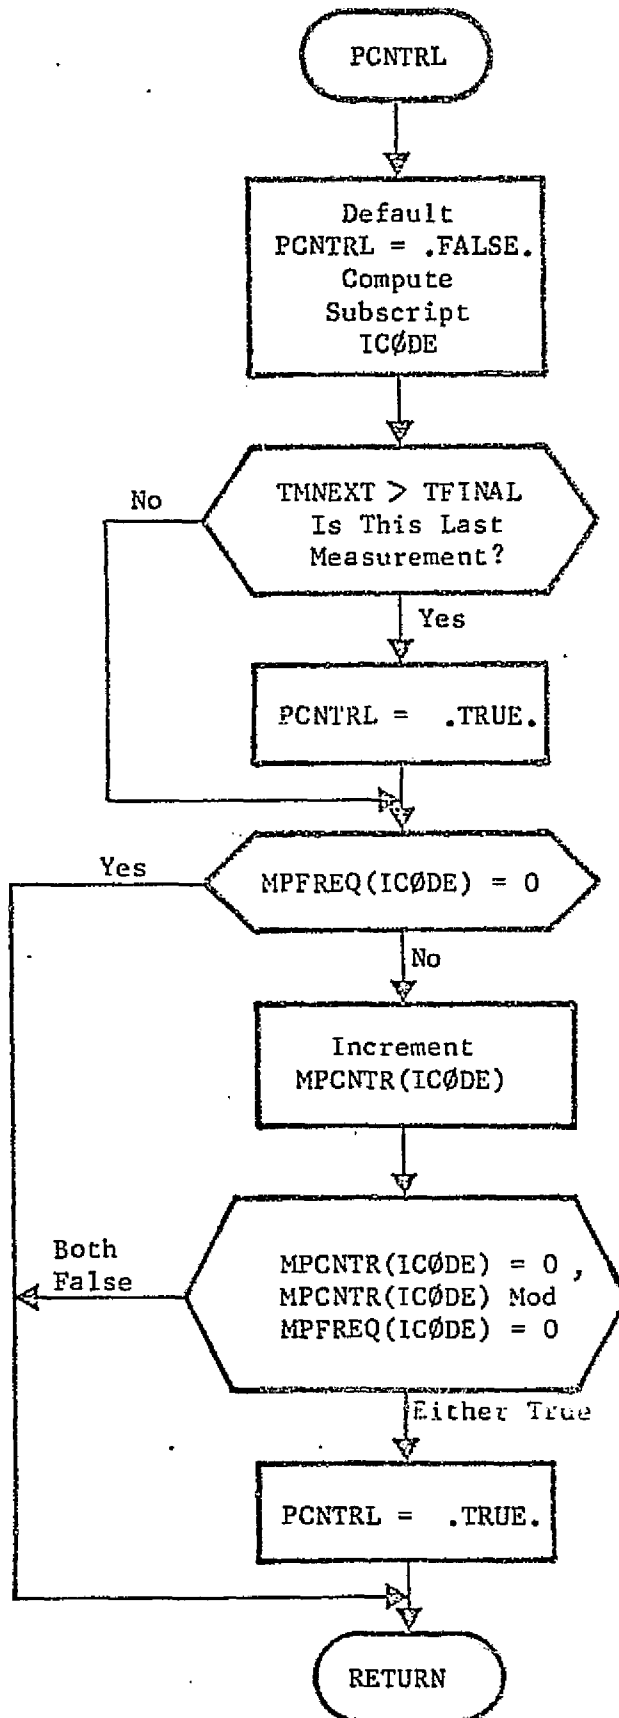 PCNTRL
Default
PCNTRL = .FALSE.
Compute
Subscript
ICØDE
No
TMNEXT > TFINAL
Is This Last
Measurement?
Yes
PCNTRL = .TRUE.
Yes
MPFREQ(ICØDE) = 0
No
Increment
MPCNTR(ICØDE)
Both
False
MPCNTR(ICØDE) = 0 ,
MPCNTR(ICØDE) Mod
MPFREQ(ICØDE) = 0
Either True
PCNTRL = .TRUE.
RETURN